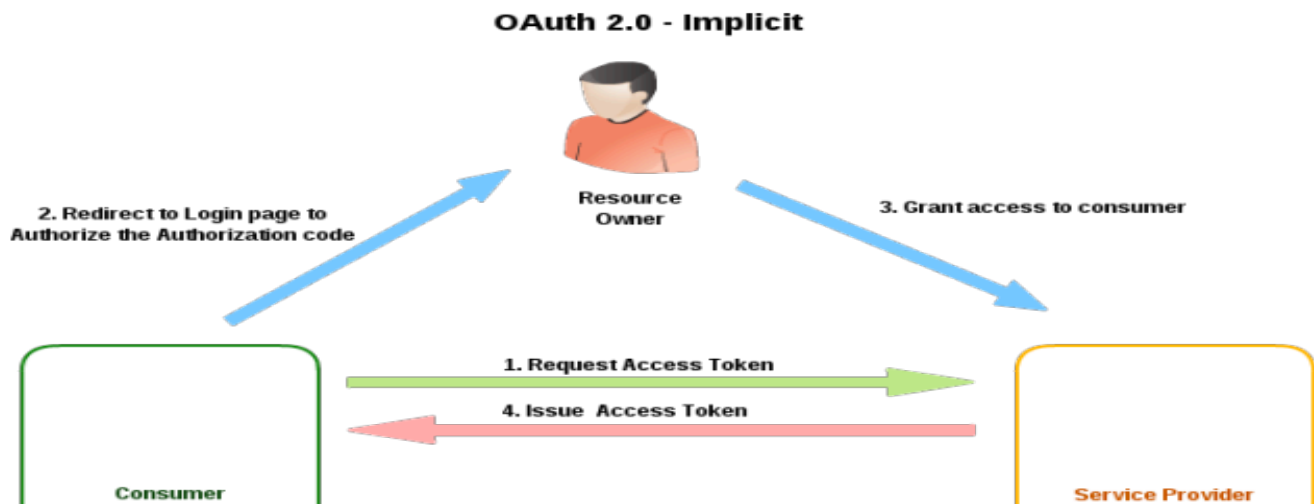 OAuth 2.0 - Implicit
Resource
Owner
2. Redirect to Login page to
Authorize the Authorization code
3. Grant access to consumer
1. Request Access Token
4. Issue  Access Token
Consumer
Service Provider